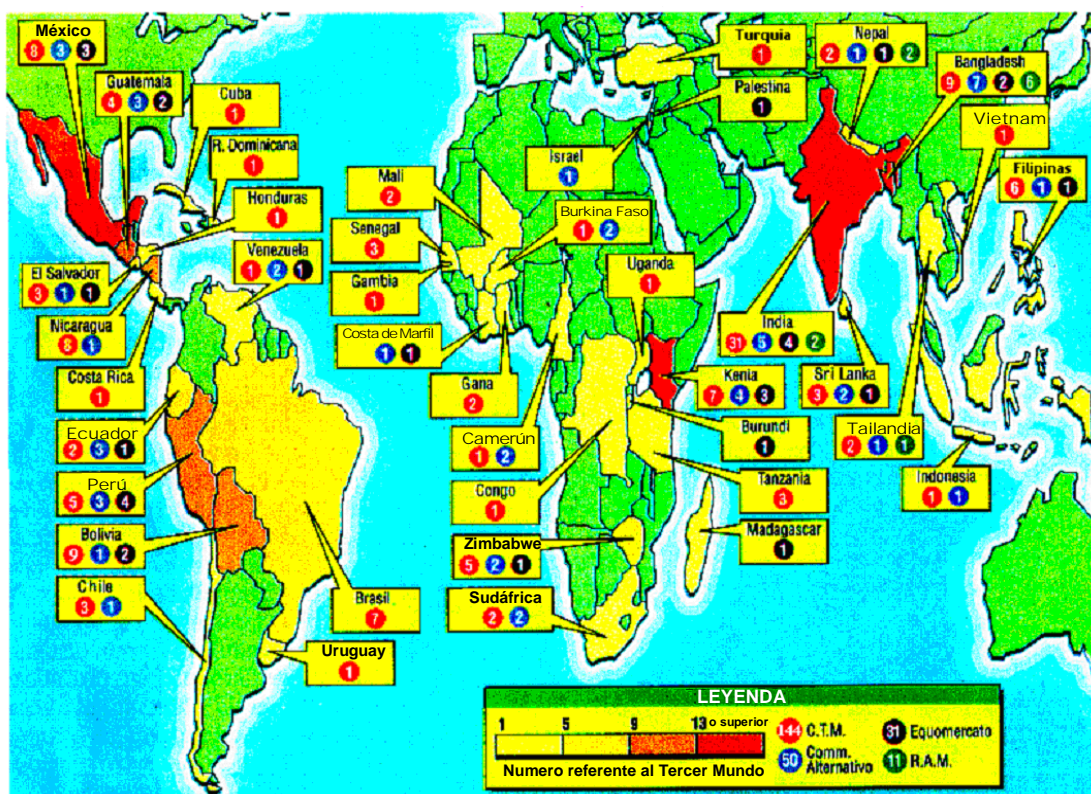 México
8 3 3
Guatemala
4 3 2
Cuba
1
R. Dominicana
1
Honduras
1
Venezuela
1 2 1
El Salvador
3 1 1
Nicaragua
8 1
Costa Rica
1
Ecuador
2 3 1
Perú
5 3 4
Bolivia
9 1 2
Chile
3 1
Brasil
7
Uruguay
1
Turquia
1
Palestina
1
Israel
1
Mali
2
Senegal
3
Gambia
1
Burkina Faso
1 2
Costa de Marfil
1 1
Gana
2
Camerún
1 2
Congo
1
Uganda
1
Kenia
7 4 3
Burundi
1
Tanzania
3
Madagascar
1
Zimbabwe
5 2 1
Sudáfrica
2 2
Nepal
2 1 1 2
Bangladesh
9 7 2 6
Vietnam
1
Filipinas
6 1 1
India
31 5 4 2
Sri Lanka
3 2 1
Tailandia
2 1 1
Indonesia
1 1
LEYENDA
1 5 9 13 o superior
Numero referente al Tercer Mundo
144 C.T.M.
50 Comm. Alternativo
31 Equomercato
11 R.A.M.